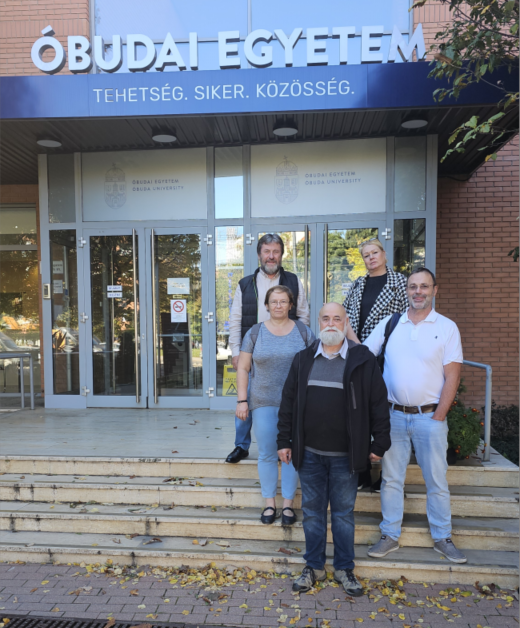 ÓBUDAI EGYETEM
TEHETSÉG. SIKER. KÖZÖSSÉG.
ÓBUDAI EGYETEM
ÓBUDA UNIVERSITY
ÓBUDAI EGYETEM
ÓBUDA UNIVERSITY